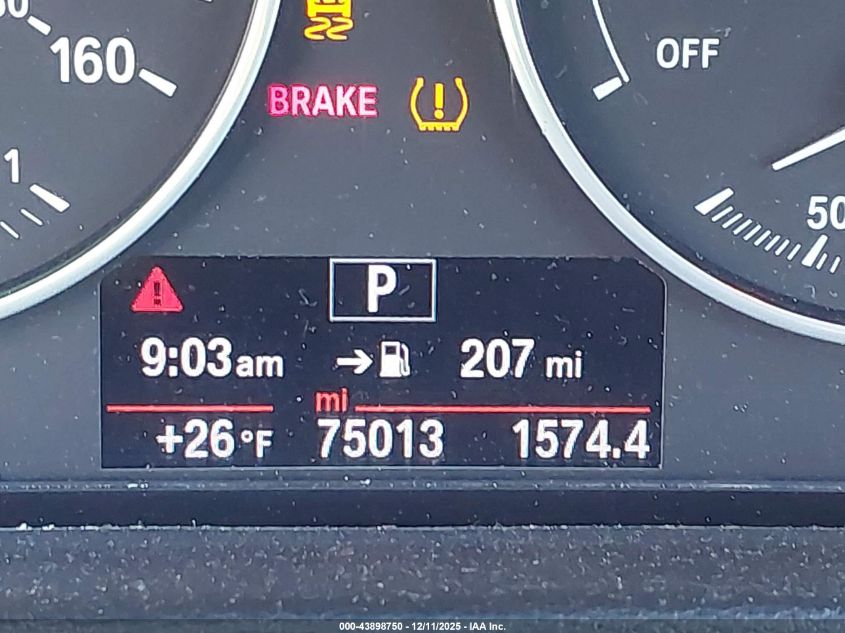 160
OFF
BRAKE
1
50
P
9:03am 207 mi
mi
+26°F 75013 1574.4
000-43898750 - 12/11/2025 - IAA Inc.